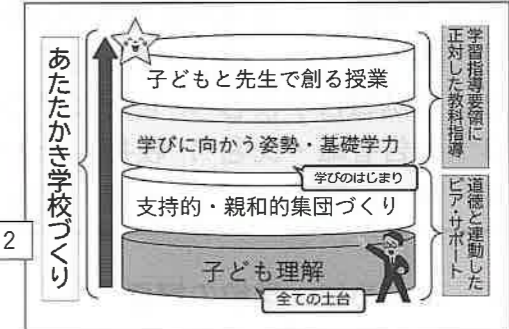 あたたかき学校づくり
子どもと先生で創る授業
学びに向かう姿勢・基礎学力
学びのはじまり
支持的・親和的集団づくり
子ども理解
全ての土台
学習指導要領に
正対した教科指導
道徳と連動した
ピア・サポート
2